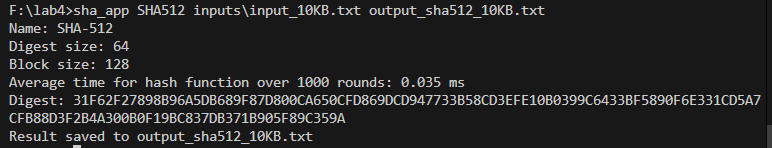 F:\lab4>sha_app SHA512 inputs\input_10KB.txt output_sha512_10KB.txt
Name: SHA-512
Digest size: 64
Block size: 128
Average time for hash function over 1000 rounds: 0.035 ms
Digest: 31F62F27898B96A5DB689F87D800CA650CFD869DCD947733B58CD3EFE10B0399C6433BF5890F6E331CD5A7
CFB88D3F2B4A300B0F19BC837DB371B905F89C359A
Result saved to output_sha512_10KB.txt